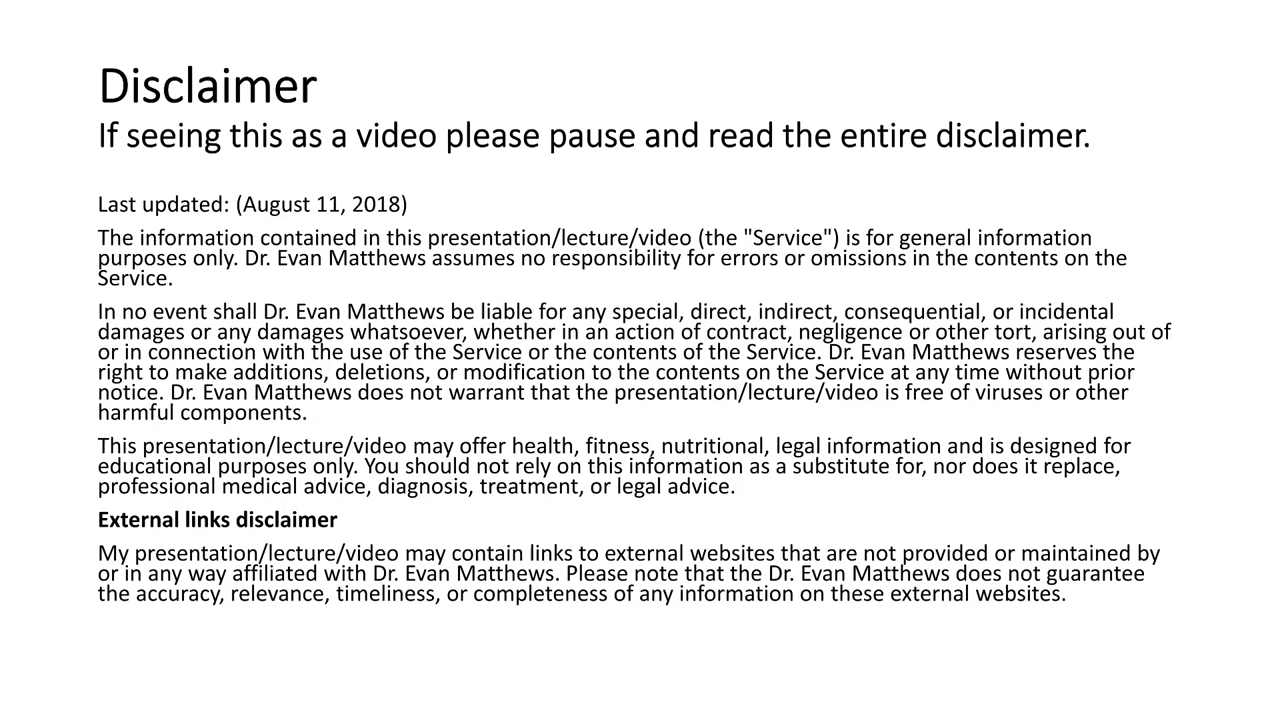 Disclaimer
If seeing this as a video please pause and read the entire disclaimer.
Last updated: (August 11, 2018)
The information contained in this presentation/lecture/video (the "Service") is for general information
purposes only. Dr. Evan Matthews assumes no responsibility for errors or omissions in the contents on the
Service.
In no event shall Dr. Evan Matthews be liable for any special, direct, indirect, consequential, or incidental
damages or any damages whatsoever, whether in an action of contract, negligence or other tort, arising out of
or in connection with the use of the Service or the contents of the Service. Dr. Evan Matthews reserves the
right to make additions, deletions, or modification to the contents on the Service at any time without prior
notice. Dr. Evan Matthews does not warrant that the presentation/lecture/video is free of viruses or other
harmful components.
This presentation/lecture/video may offer health, fitness, nutritional, legal information and is designed for
educational purposes only. You should not rely on this information as a substitute for, nor does it replace,
professional medical advice, diagnosis, treatment, or legal advice.
External links disclaimer
My presentation/lecture/video may contain links to external websites that are not provided or maintained by
or in any way affiliated with Dr. Evan Matthews. Please note that the Dr. Evan Matthews does not guarantee
the accuracy, relevance, timeliness, or completeness of any information on these external websites.